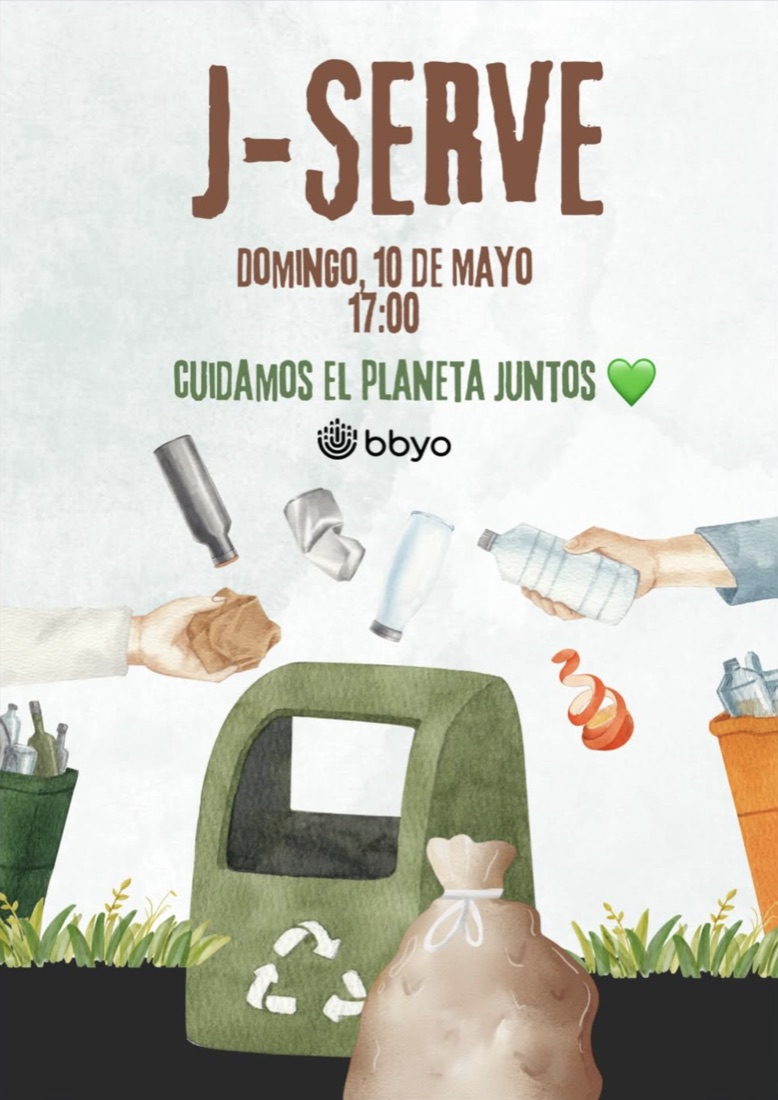 J-SERVE
DOMINGO, 10 DE MAYO
17:00
CUIDAMOS EL PLANETA JUNTOS 💚
bbyo